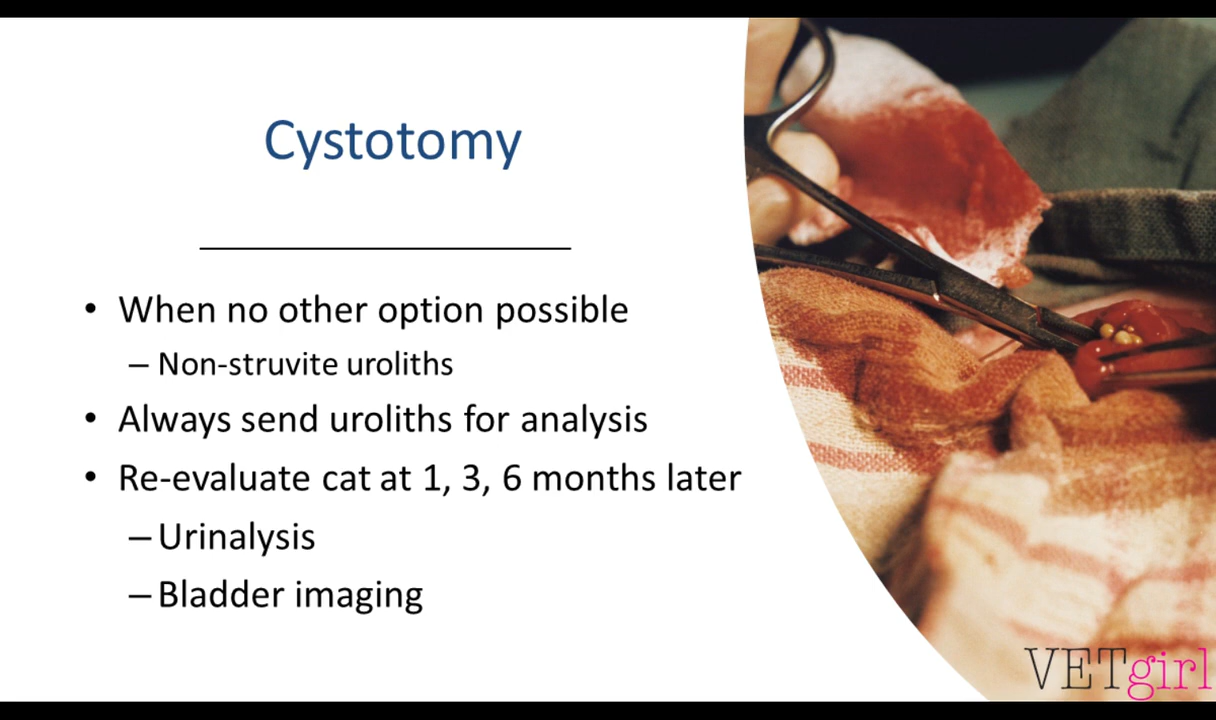 Cystotomy
• When no other option possible
– Non-struvite uroliths
• Always send uroliths for analysis
• Re-evaluate cat at 1, 3, 6 months later
– Urinalysis
– Bladder imaging
VETgirl